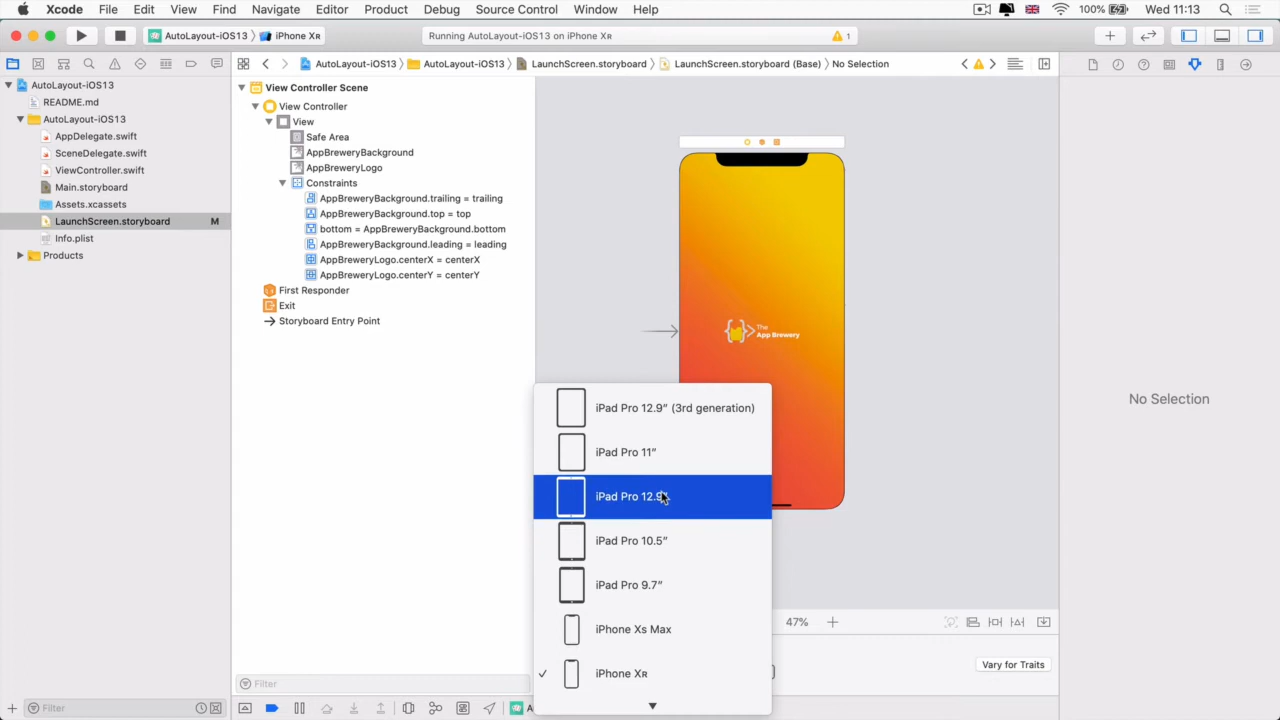 Xcode File Edit View Find Navigate Editor Product Debug Source Control Window Help 100% Wed 11:13
AutoLayout-iOS13 iPhone Xʀ Running AutoLayout-iOS13 on iPhone Xʀ 1
AutoLayout-iOS13 AutoLayout-iOS13 LaunchScreen.storyboard LaunchScreen.storyboard (Base) No Selection
AutoLayout-iOS13
README.md
AutoLayout-iOS13
AppDelegate.swift
SceneDelegate.swift
ViewController.swift
Main.storyboard
Assets.xcassets
LaunchScreen.storyboard M
Info.plist
Products
View Controller Scene
View Controller
View
Safe Area
AppBreweryBackground
AppBreweryLogo
Constraints
AppBreweryBackground.trailing = trailing
AppBreweryBackground.top = top
bottom = AppBreweryBackground.bottom
AppBreweryBackground.leading = leading
AppBreweryLogo.centerX = centerX
AppBreweryLogo.centerY = centerY
First Responder
Exit
Storyboard Entry Point
The
App Brewery
No Selection
iPad Pro 12.9" (3rd generation)
iPad Pro 11"
iPad Pro 12.9"
iPad Pro 10.5"
iPad Pro 9.7"
iPhone Xs Max
iPhone Xʀ
47%
Vary for Traits
Filter
Filter
A